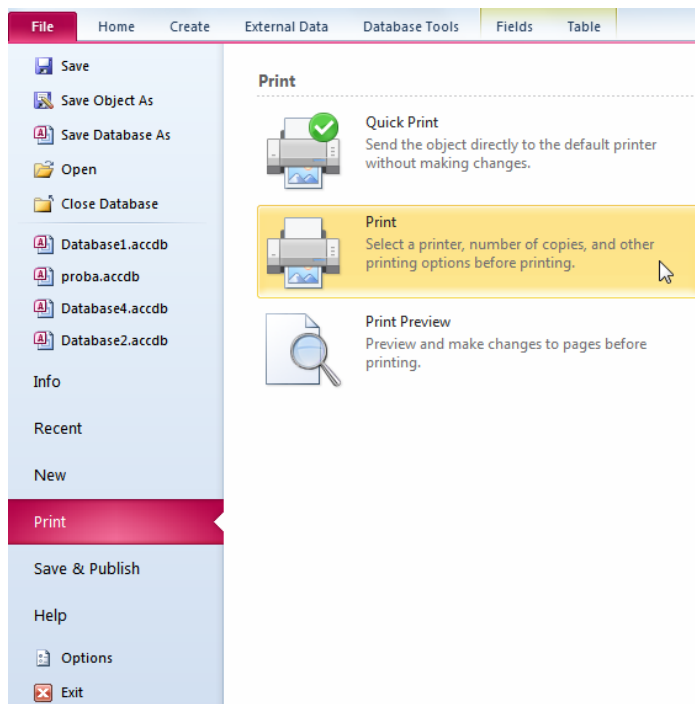 File Home Create External Data Database Tools Fields Table
Save
Save Object As
Save Database As
Open
Close Database
Database1.accdb
proba.accdb
Database4.accdb
Database2.accdb
Info
Recent
New
Print
Save & Publish
Help
Options
Exit
Print
Quick Print
Send the object directly to the default printer
without making changes.
Print
Select a printer, number of copies, and other
printing options before printing.
Print Preview
Preview and make changes to pages before
printing.